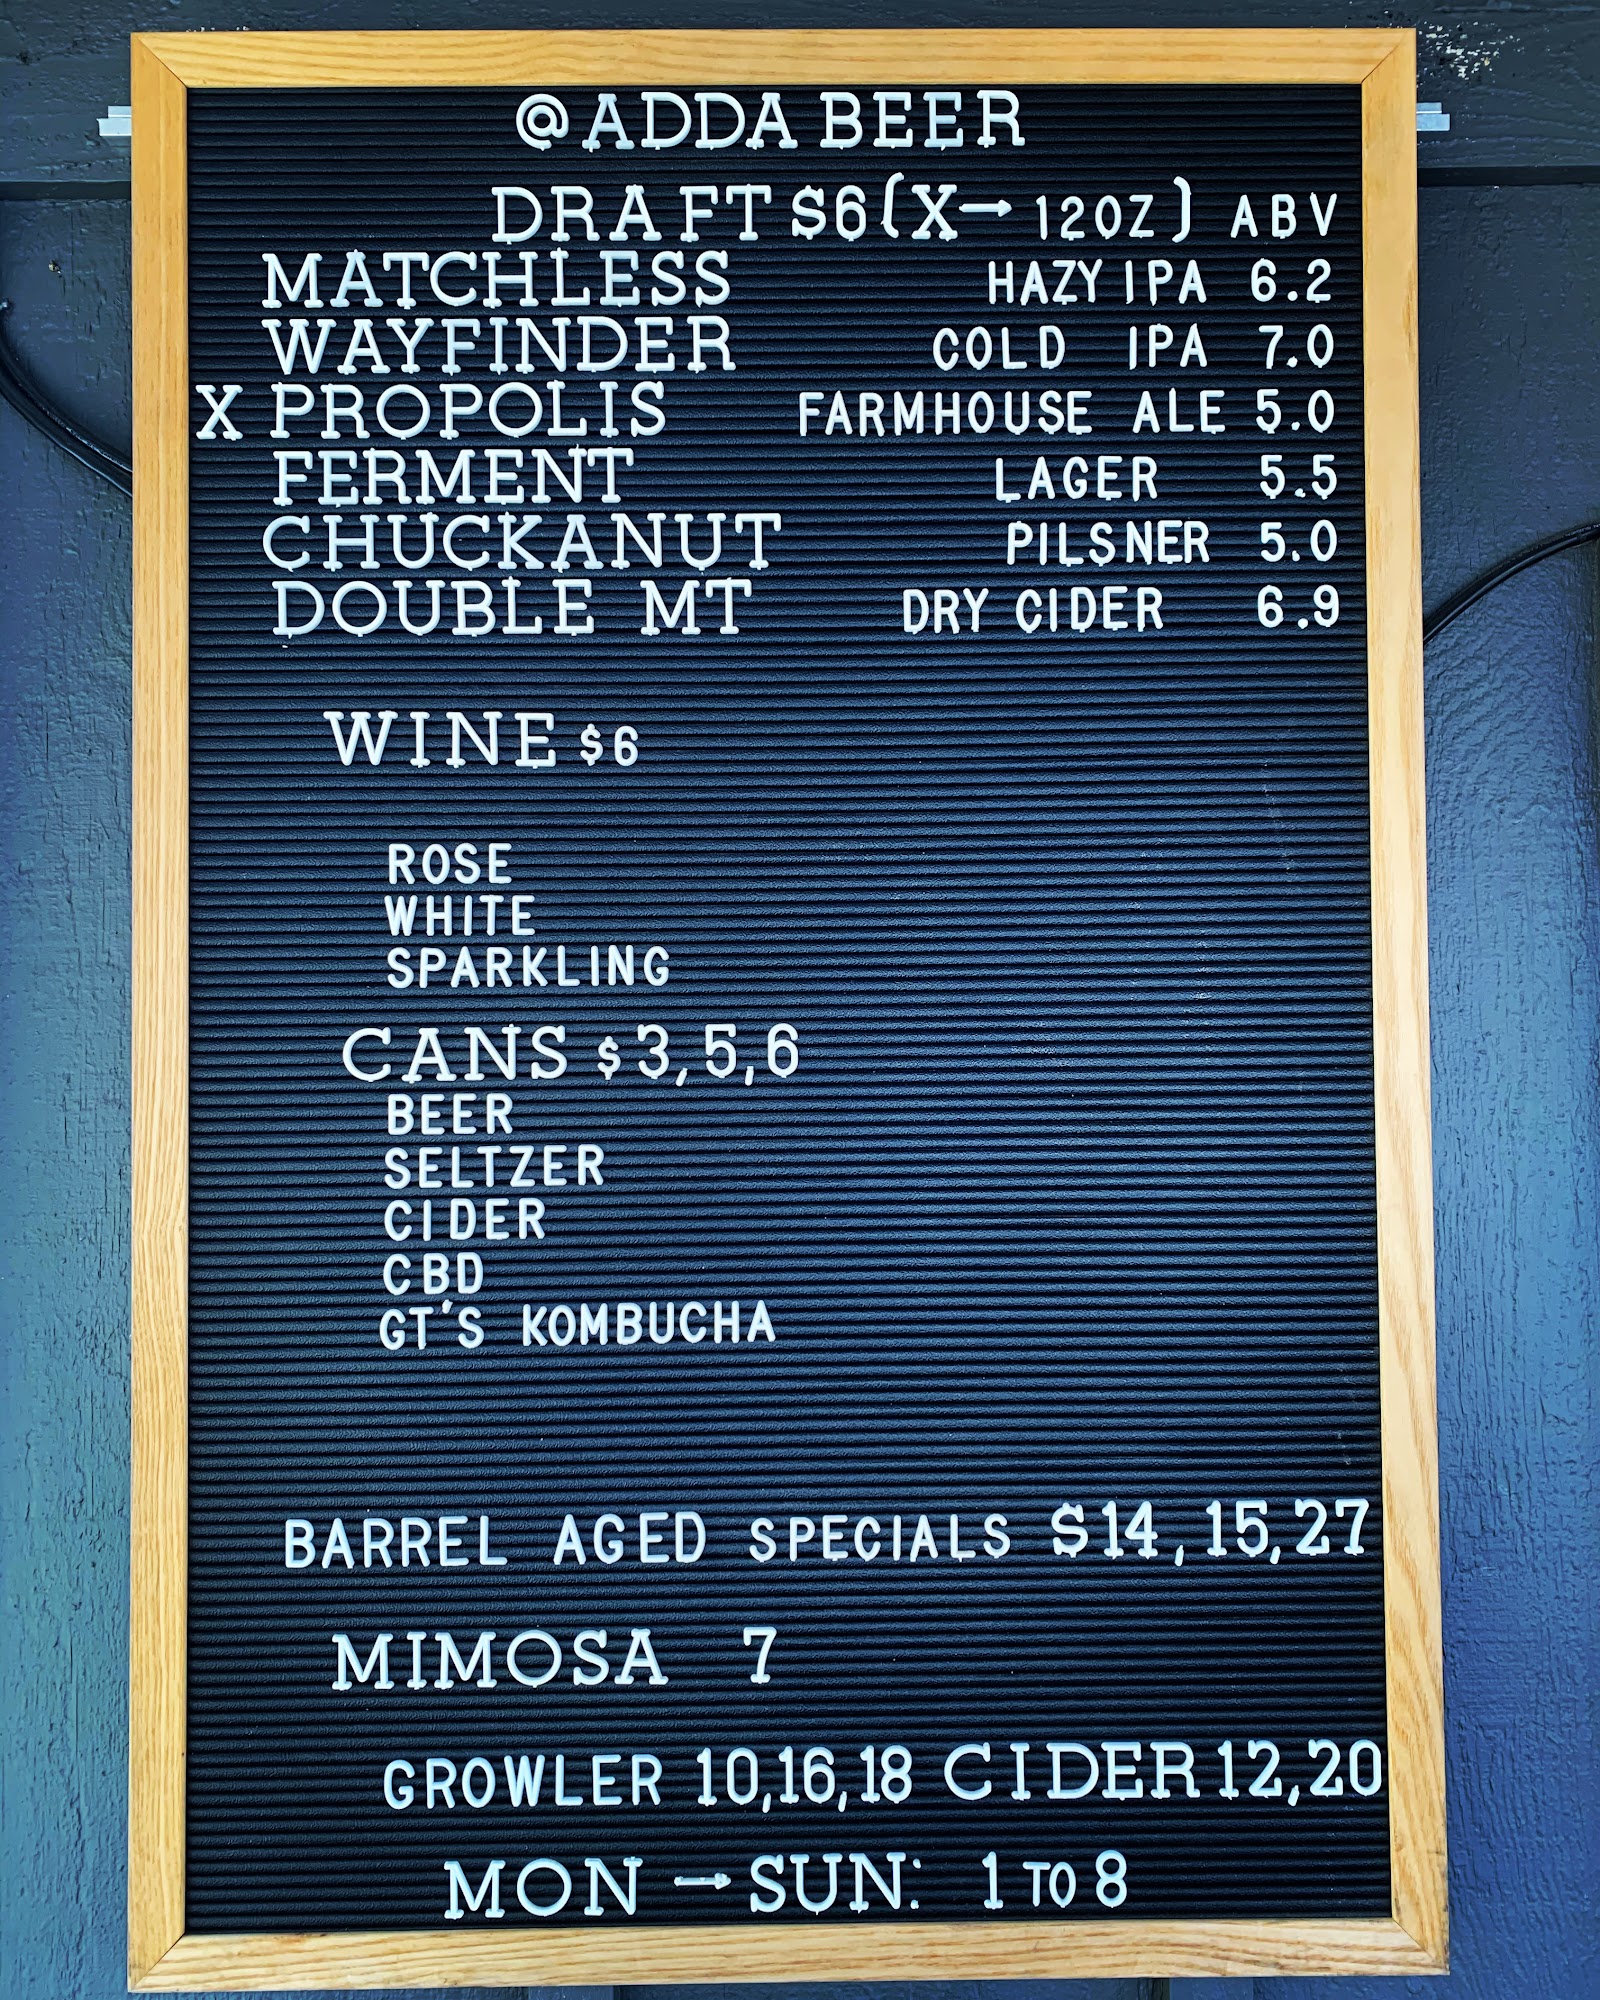 @ADDA BEER
DRAFT $6 (X→ 12OZ) ABV
MATCHLESS HAZY IPA 6.2
WAYFINDER COLD IPA 7.0
X PROPOLIS FARMHOUSE ALE 5.0
FERMENT LAGER 5.5
CHUCKANUT PILSNER 5.0
DOUBLE MT DRY CIDER 6.9
WINE $6
ROSE
WHITE
SPARKLING
CANS $3,5,6
BEER
SELTZER
CIDER
CBD
GT'S KOMBUCHA
BARREL AGED SPECIALS $14,15,27
MIMOSA 7
GROWLER 10,16,18 CIDER 12,20
MON → SUN: 1 TO 8